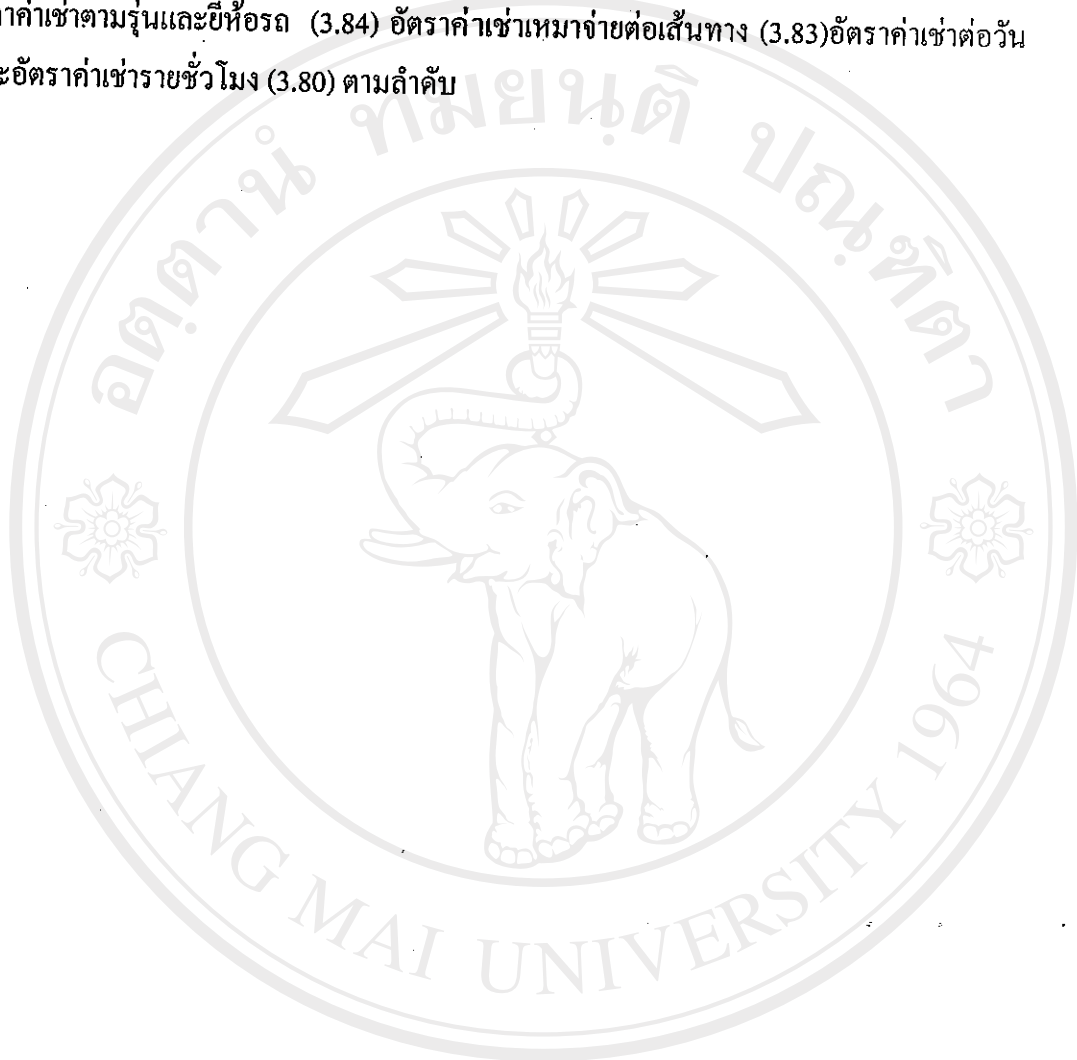 าค่าเช่าตามรุ่นและยี่ห้อรถ (3.84) อัตราค่าเช่าเหมาจ่ายต่อเส้นทาง (3.83)อัตราค่าเช่าต่อวัน
ะอัตราค่าเช่ารายชั่วโมง (3.80) ตามลำดับ
อตฺตานํ ทมยนฺติ ปณฺฑิตา
CHIANG MAI UNIVERSITY 1964